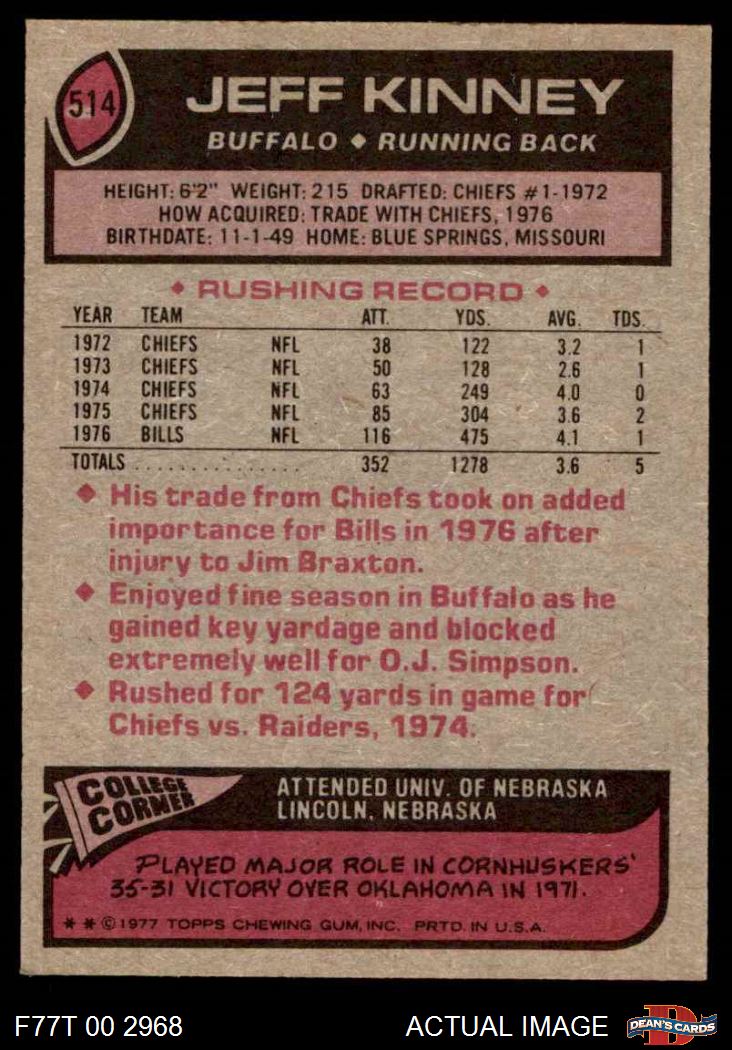 514
JEFF KINNEY
BUFFALO ◆ RUNNING BACK
HEIGHT: 6'2" WEIGHT: 215 DRAFTED: CHIEFS #1-1972
HOW ACQUIRED: TRADE WITH CHIEFS, 1976
BIRTHDATE: 11-1-49 HOME: BLUE SPRINGS, MISSOURI
◆ RUSHING RECORD ◆
YEAR TEAM ATT. YDS. AVG. TDS.
1972 CHIEFS NFL 38 122 3.2 1
1973 CHIEFS NFL 50 128 2.6 1
1974 CHIEFS NFL 63 249 4.0 0
1975 CHIEFS NFL 85 304 3.6 2
1976 BILLS NFL 116 475 4.1 1
TOTALS . . . . . . . . . . . . . . . 352 1278 3.6 5
◆ His trade from Chiefs took on added
importance for Bills in 1976 after
injury to Jim Braxton.
◆ Enjoyed fine season in Buffalo as he
gained key yardage and blocked
extremely well for O.J. Simpson.
◆ Rushed for 124 yards in game for
Chiefs vs. Raiders, 1974.
COLLEGE
CORNER
ATTENDED UNIV. OF NEBRASKA
LINCOLN, NEBRASKA
PLAYED MAJOR ROLE IN CORNHUSKERS'
35-31 VICTORY OVER OKLAHOMA IN 1971.
* * © 1977 TOPPS CHEWING GUM, INC. PRTD. IN U.S.A.
F77T 00 2968
ACTUAL IMAGE
D
DEAN'S CARDS